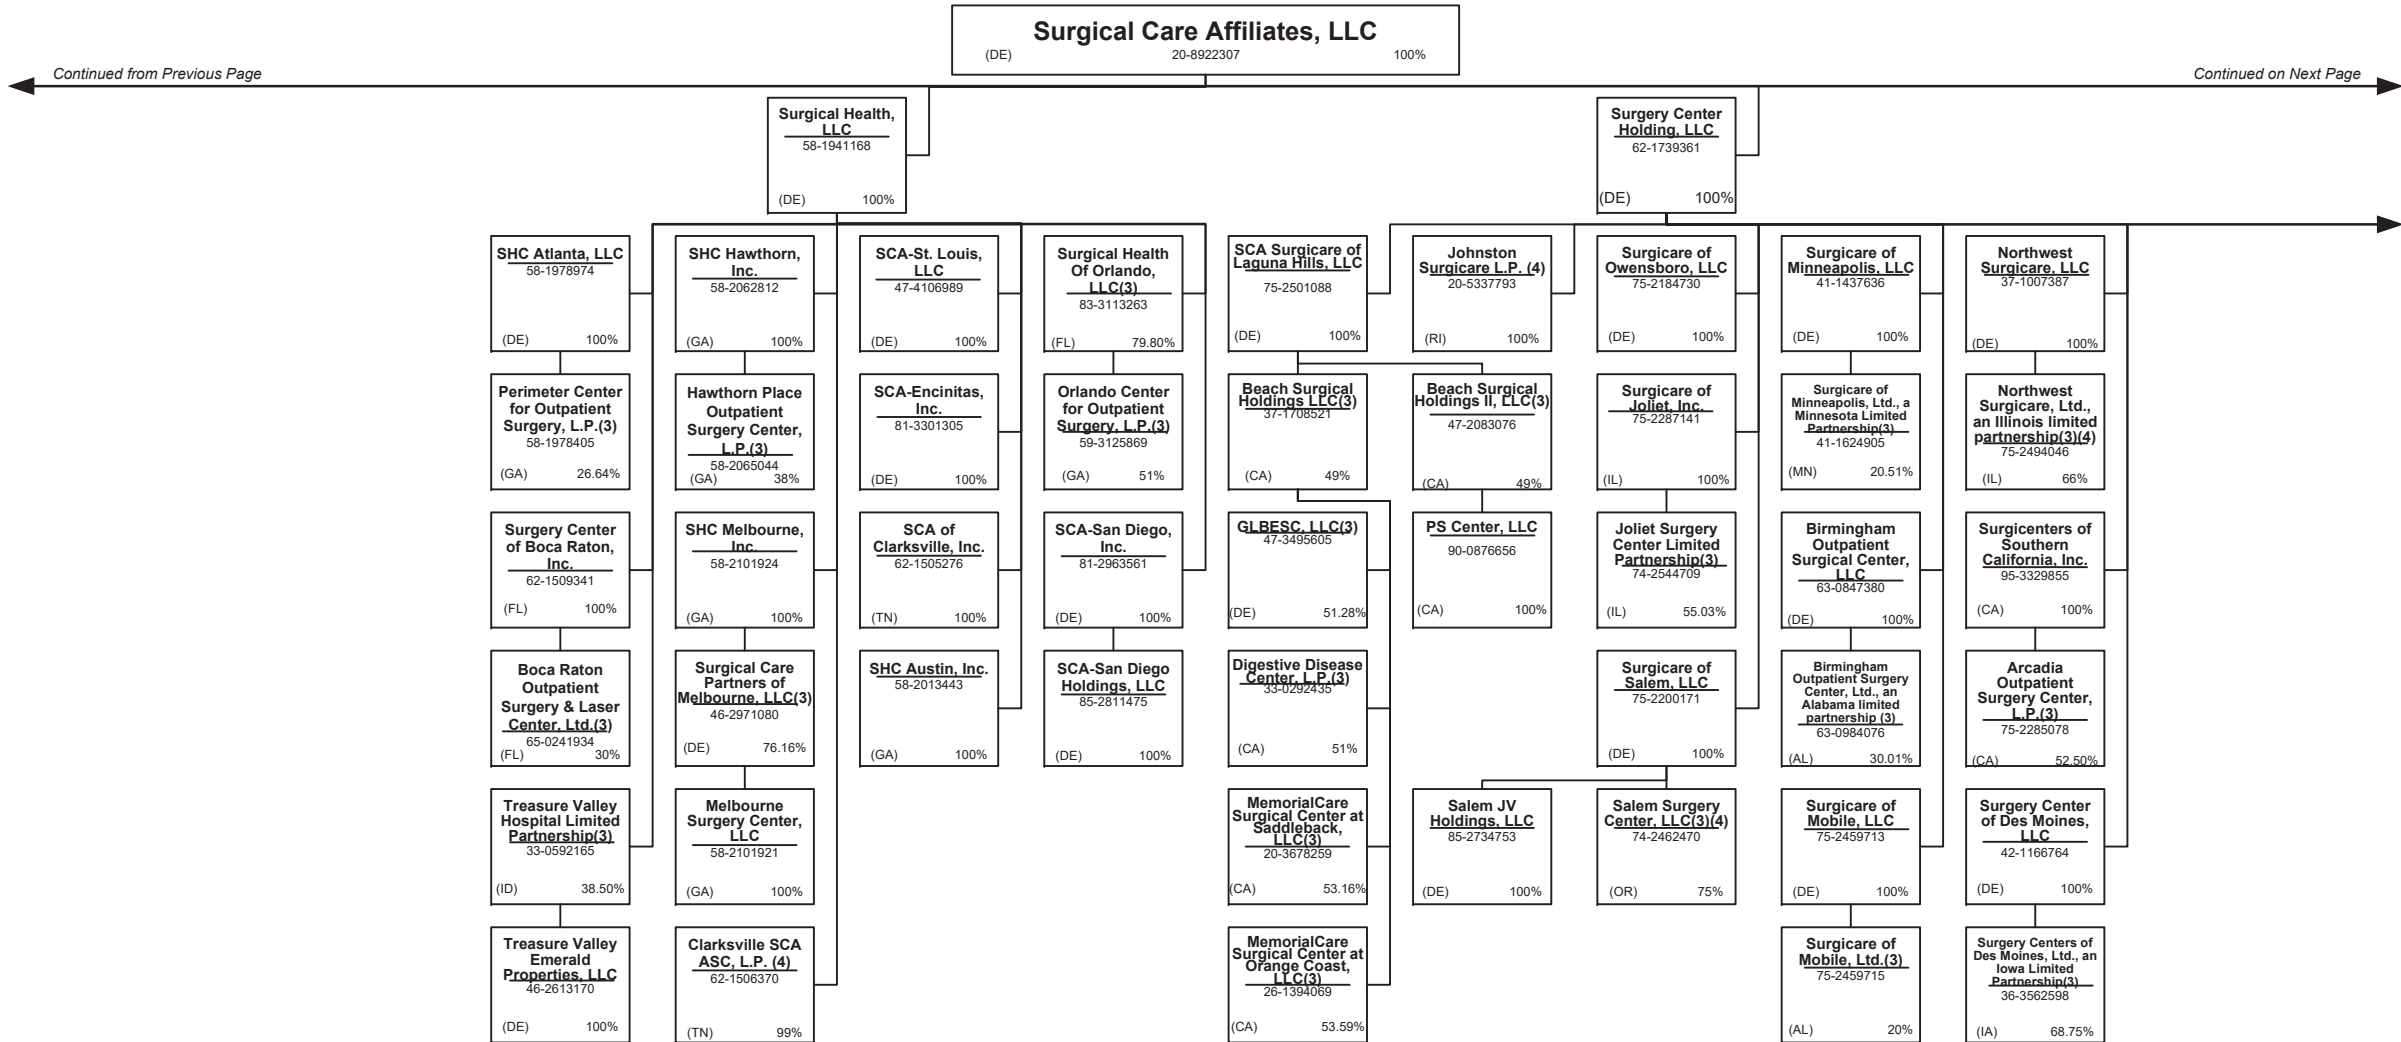 Surgical Care Affiliates, LLC
(DE) 20-8922307 100%
Continued from Previous Page
Continued on Next Page
Surgical Health,
LLC
58-1941168
(DE) 100%
Surgery Center
Holding, LLC
62-1739361
(DE) 100%
SHC Atlanta, LLC
58-1978974
(DE) 100%
SHC Hawthorn,
Inc.
58-2062812
(GA) 100%
SCA-St. Louis,
LLC
47-4106989
(DE) 100%
Surgical Health
Of Orlando,
LLC(3)
83-3113263
(FL) 79.80%
SCA Surgicare of
Laguna Hills, LLC
75-2501088
(DE) 100%
Johnston
Surgicare L.P. (4)
20-5337793
(RI) 100%
Surgicare of
Owensboro, LLC
75-2184730
(DE) 100%
Surgicare of
Minneapolis, LLC
41-1437636
(DE) 100%
Northwest
Surgicare, LLC
37-1007387
(DE) 100%
Perimeter Center
for Outpatient
Surgery, L.P.(3)
58-1978405
(GA) 26.64%
Hawthorn Place
Outpatient
Surgery Center,
L.P.(3)
58-2065044
(GA) 38%
SCA-Encinitas,
Inc.
81-3301305
(DE) 100%
Orlando Center
for Outpatient
Surgery, L.P.(3)
59-3125869
(GA) 51%
Beach Surgical
Holdings LLC(3)
37-1708521
(CA) 49%
Beach Surgical
Holdings II, LLC(3)
47-2083076
(CA) 49%
Surgicare of
Joliet, Inc.
75-2287141
(IL) 100%
Surgicare of
Minneapolis, Ltd., a
Minnesota Limited
Partnership(3)
41-1624905
(MN) 20.51%
Northwest
Surgicare, Ltd.,
an Illinois limited
partnership(3)(4)
75-2494046
(IL) 66%
Surgery Center
of Boca Raton,
Inc.
62-1509341
(FL) 100%
SHC Melbourne,
Inc.
58-2101924
(GA) 100%
SCA of
Clarksville, Inc.
62-1505276
(TN) 100%
SCA-San Diego,
Inc.
81-2963561
(DE) 100%
GLBESC, LLC(3)
47-3495605
(DE) 51.28%
PS Center, LLC
90-0876656
(CA) 100%
Joliet Surgery
Center Limited
Partnership(3)
74-2544709
(IL) 55.03%
Birmingham
Outpatient
Surgical Center,
LLC
63-0847380
(DE) 100%
Surgicenters of
Southern
California, Inc.
95-3329855
(CA) 100%
Boca Raton
Outpatient
Surgery & Laser
Center, Ltd.(3)
65-0241934
(FL) 30%
Surgical Care
Partners of
Melbourne, LLC(3)
46-2971080
(DE) 76.16%
SHC Austin, Inc.
58-2013443
(GA) 100%
SCA-San Diego
Holdings, LLC
85-2811475
(DE) 100%
Digestive Disease
Center, L.P.(3)
33-0292435
(CA) 51%
Surgicare of
Salem, LLC
75-2200171
(DE) 100%
Birmingham
Outpatient Surgery
Center, Ltd., an
Alabama limited
partnership (3)
63-0984076
(AL) 30.01%
Arcadia
Outpatient
Surgery Center,
L.P.(3)
75-2285078
(CA) 52.50%
Treasure Valley
Hospital Limited
Partnership(3)
33-0592165
(ID) 38.50%
Melbourne
Surgery Center,
LLC
58-2101921
(GA) 100%
MemorialCare
Surgical Center at
Saddleback,
LLC(3)
20-3678259
(CA) 53.16%
Salem JV
Holdings, LLC
85-2734753
(DE) 100%
Salem Surgery
Center, LLC(3)(4)
74-2462470
(OR) 75%
Surgicare of
Mobile, LLC
75-2459713
(DE) 100%
Surgery Center
of Des Moines,
LLC
42-1166764
(DE) 100%
Treasure Valley
Emerald
Properties, LLC
46-2613170
(DE) 100%
Clarksville SCA
ASC, L.P. (4)
62-1506370
(TN) 99%
MemorialCare
Surgical Center at
Orange Coast,
LLC(3)
26-1394069
(CA) 53.59%
Surgicare of
Mobile, Ltd.(3)
75-2459715
(AL) 20%
Surgery Centers of
Des Moines, Ltd., an
Iowa Limited
Partnership(3)
36-3562598
(IA) 68.75%